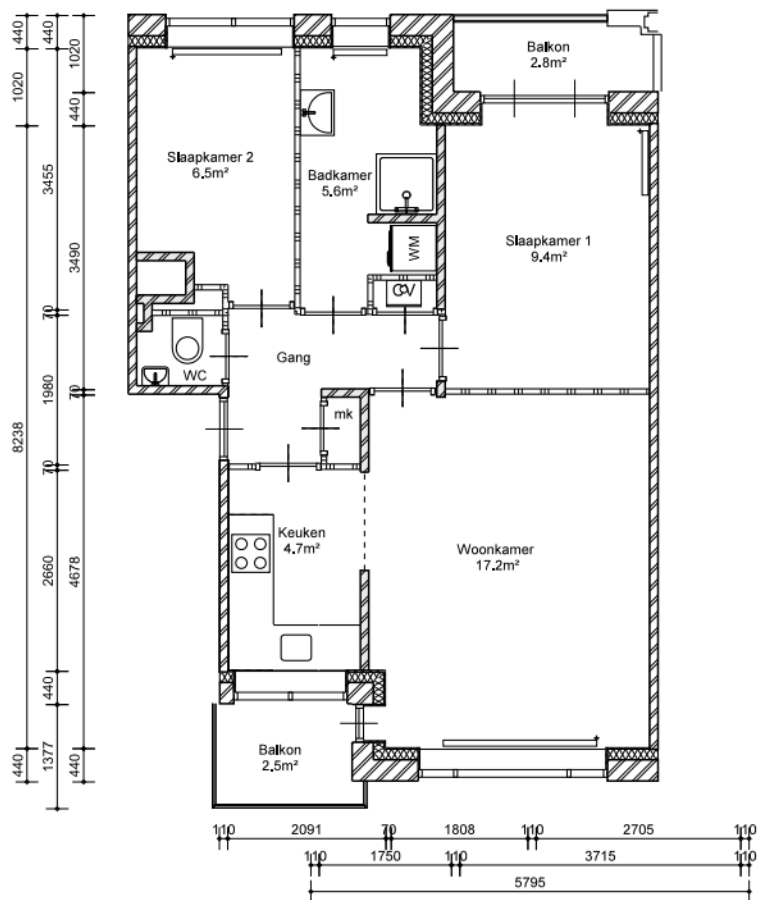 Balkon
2.8m²
Slaapkamer 2
6.5m²
Badkamer
5.6m²
Slaapkamer 1
9.4m²
WM
CV
Gang
WC
mk
Keuken
4.7m²
Woonkamer
17.2m²
Balkon
2.5m²
440
1020
8238
440
440
3455
70
1980
70
2660
440
1377
1020
440
3490
70
4678
440
110
2091
70
1808
110
2705
110
110
1750
110
3715
110
5795